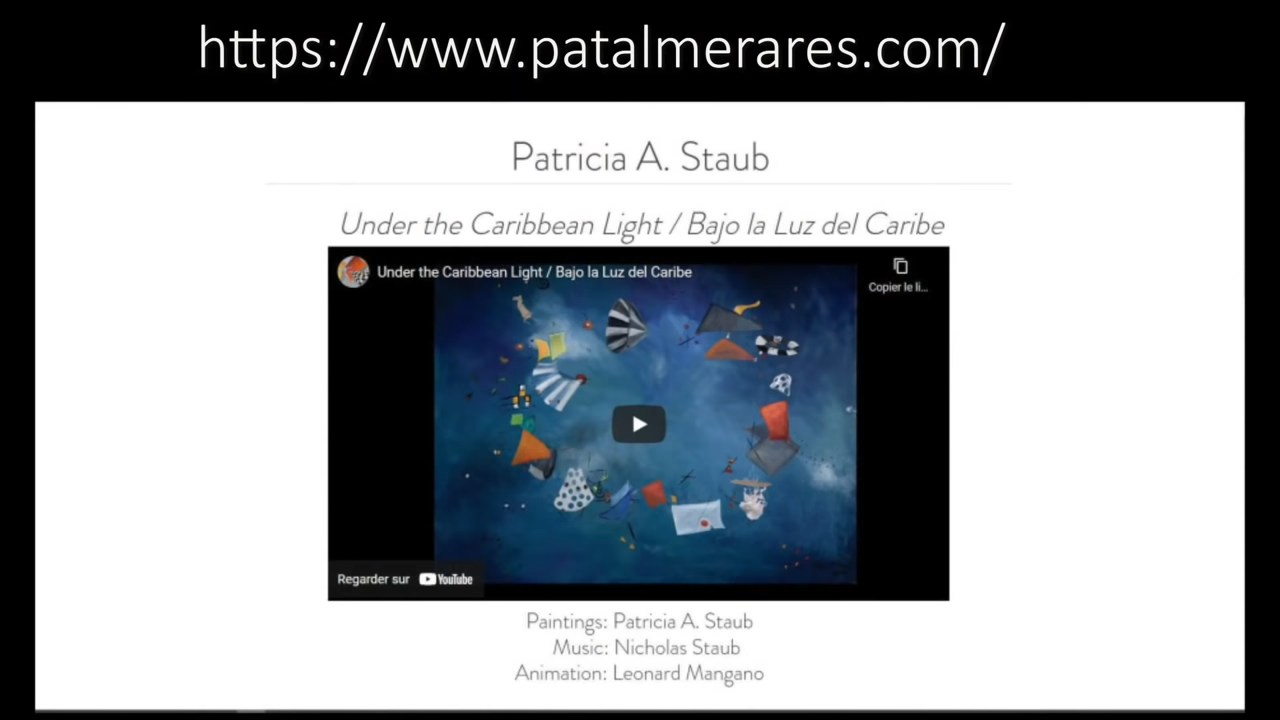 https://www.patalmerares.com/
Patricia A. Staub
Under the Caribbean Light / Bajo la Luz del Caribe
Under the Caribbean Light / Bajo la Luz del Caribe
Copier le li...
Regarder sur YouTube
Paintings: Patricia A. Staub
Music: Nicholas Staub
Animation: Leonard Mangano